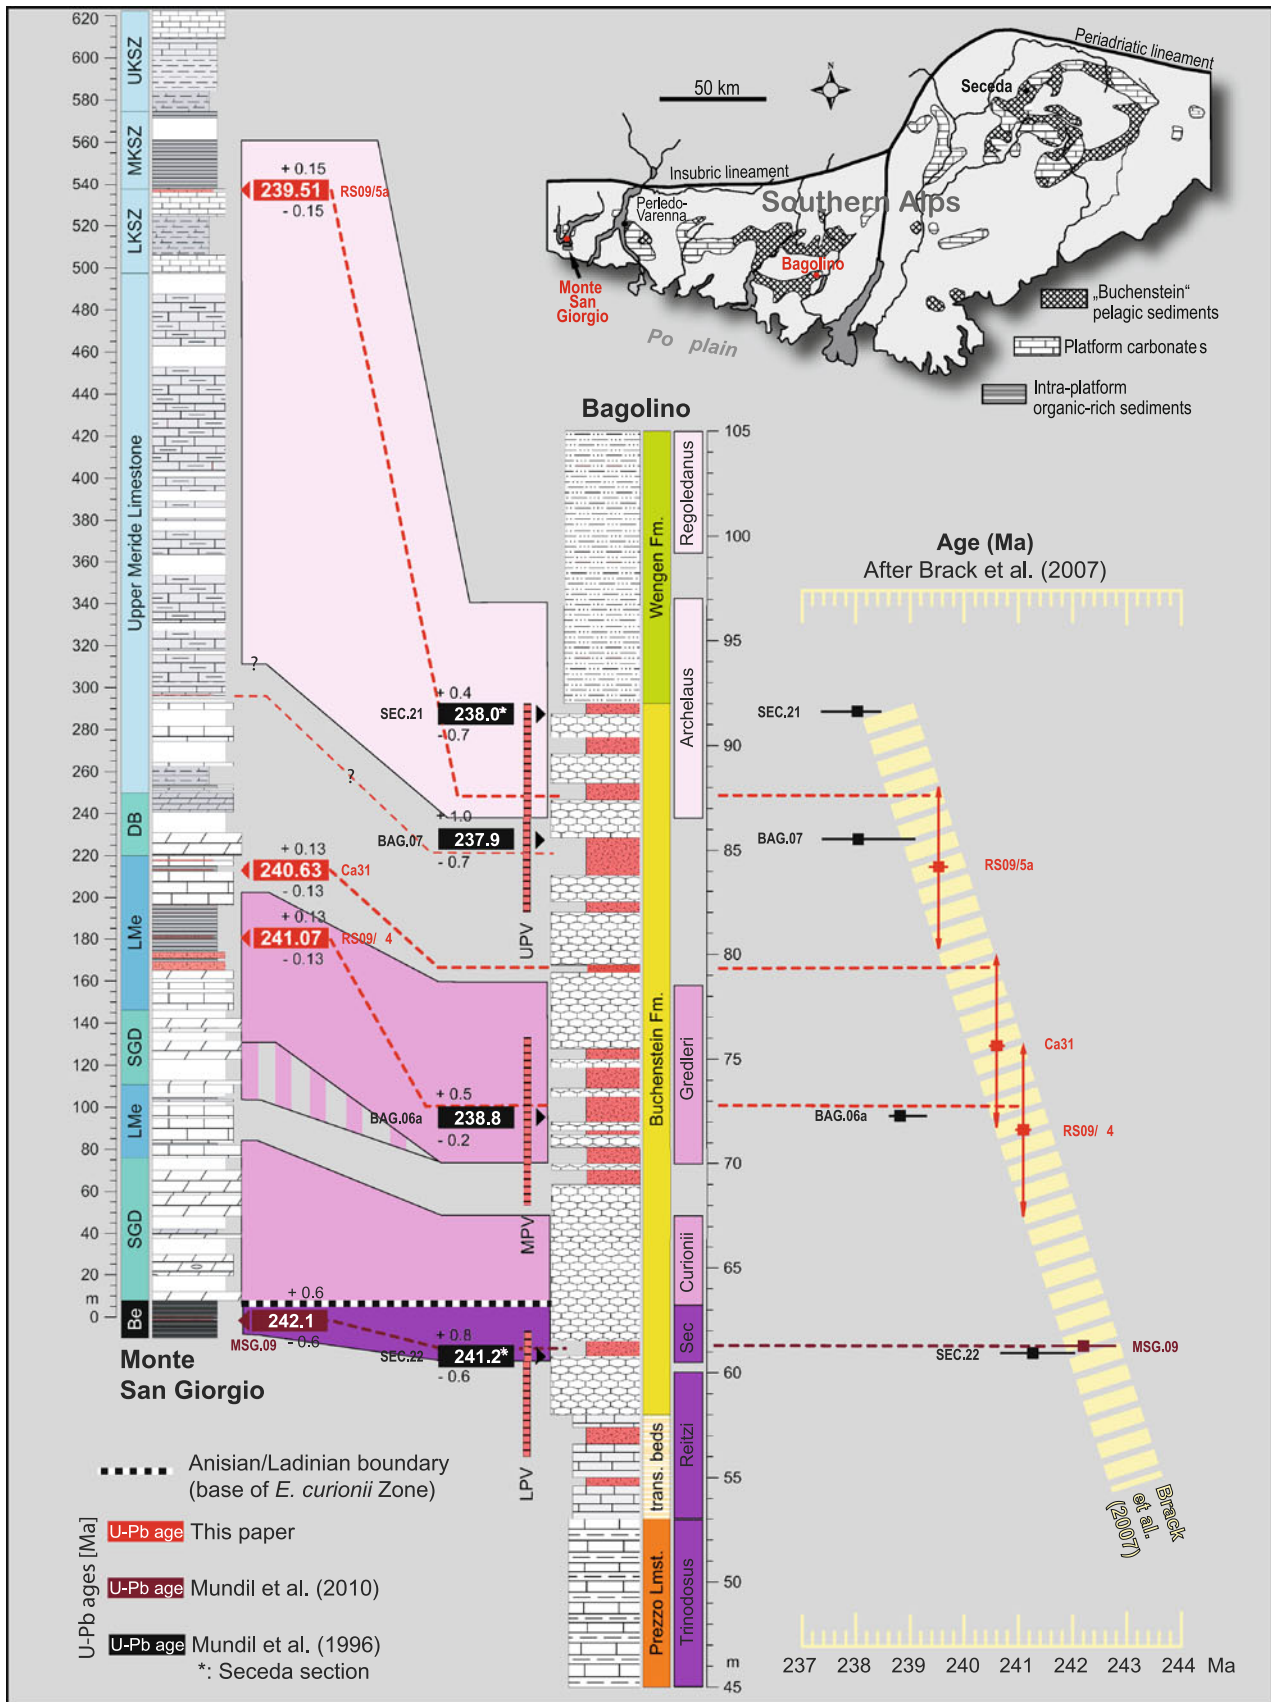 620
600
580
560
540
520
500
480
460
440
420
400
380
360
340
320
300
280
260
240
220
200
180
160
140
120
100
80
60
40
20
m
0
UKSZ
MKSZ
LKSZ
Upper Meride Limestone
DB
LMe
SGD
LMe
SGD
Be
Monte
San Giorgio
+ 0.15
239.51 RS09/5a
- 0.15
?
?
+ 0.4
SEC.21 238.0*
- 0.7
+ 1.0
BAG.07 237.9
- 0.7
+ 0.13
240.63 Ca31
- 0.13
+ 0.13
241.07 RS09/ 4
- 0.13
+ 0.5
BAG.06a 238.8
- 0.2
+ 0.6
242.1
MSG.09 - 0.6
+ 0.8
SEC.22 241.2*
- 0.6
UPV
MPV
LPV
Periadriatic lineament
Seceda
50 km
N
Insubric lineament
Perledo-
Varenna
Southern Alps
Bagolino
Monte
San
Giorgio
Po plain
„Buchenstein“
pelagic sediments
Platform carbonates
Intra-platform
organic-rich sediments
Bagolino
Wengen Fm.
Buchenstein Fm.
trans. beds
Prezzo Lmst.
Regoledanus
Archelaus
Gredleri
Curionii
Sec
Reitzi
Trinodosus
105
100
95
90
85
80
75
70
65
60
55
50
m
45
Age (Ma)
After Brack et al. (2007)
SEC.21
BAG.07
RS09/5a
Ca31
BAG.06a
RS09/ 4
MSG.09
SEC.22
Brack
et al.
(2007)
237 238 239 240 241 242 243 244 Ma
Anisian/Ladinian boundary
(base of E. curionii Zone)
U-Pb ages [Ma]
U-Pb age This paper
U-Pb age Mundil et al. (2010)
U-Pb age Mundil et al. (1996)
*: Seceda section